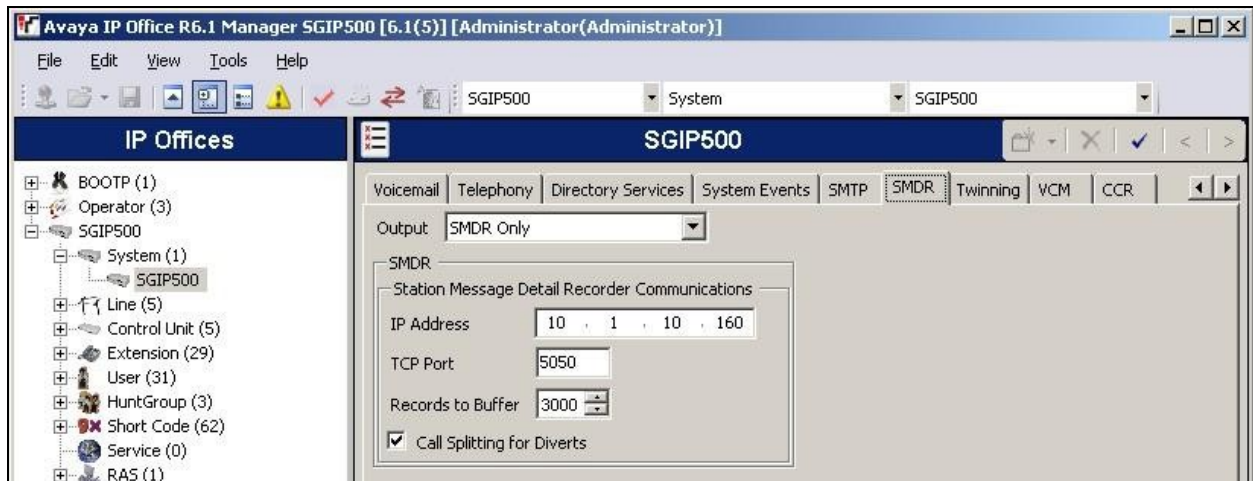 Avaya IP Office R6.1 Manager SGIP500 [6.1(5)] [Administrator(Administrator)]
File Edit View Tools Help
SGIP500 System SGIP500
IP Offices
BOOTP (1)
Operator (3)
SGIP500
System (1)
SGIP500
Line (5)
Control Unit (5)
Extension (29)
User (31)
HuntGroup (3)
Short Code (62)
Service (0)
RAS (1)
SGIP500
Voicemail Telephony Directory Services System Events SMTP SMDR Twinning VCM CCR
Output SMDR Only
SMDR
Station Message Detail Recorder Communications
IP Address 10 . 1 . 10 . 160
TCP Port 5050
Records to Buffer 3000
Call Splitting for Diverts